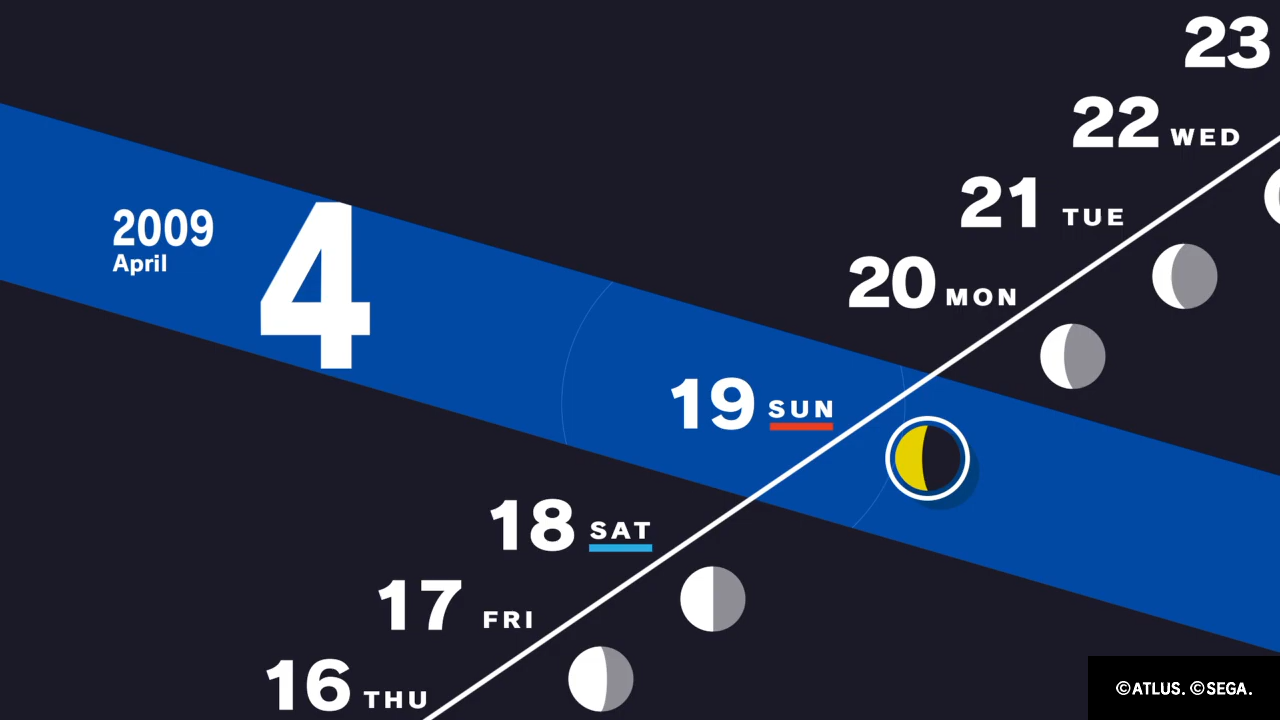 23
22 WED
21 TUE
2009
April
4
20 MON
19 SUN
18 SAT
17 FRI
16 THU
©ATLUS. ©SEGA.